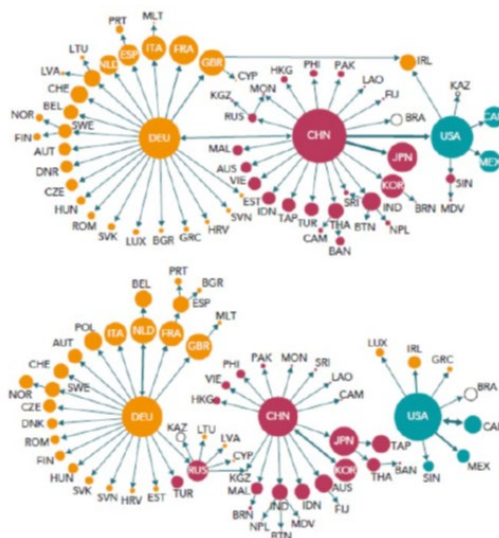 MLT
PRT
ESP
ITA
FRA
GBR
LTU
NLD
LVA
CYP
IRL
CHE
BEL
NOR
SWE
FIN
AUT
DNR
CZE
HUN
ROM
SVK
LUX
BGR
GRC
HRV
SVN
EST
DEU
PHI
PAK
HKG
LAO
MON
KGZ
FIJ
RUS
BRA
CHN
MAL
AUS
VIE
IDN
TAP
TUR
THA
CAM
BAN
SRI
IND
BTN
NPL
BRN
KOR
JPN
KAZ
USA
CAN
MEX
SIN
MDV
PRT
BGR
BEL
ESP
MLT
POL
ITA
NLD
FRA
GBR
AUT
CHE
NOR
SWE
CZE
DNK
ROM
FIN
HUN
SVK
SVN
HRV
EST
DEU
KAZ
LTU
LVA
CYP
RUS
TUR
KGZ
PAK
MON
PHI
SRI
VIE
LAO
HKG
CAM
CHN
JPN
TAP
KOR
THA
BAN
AUS
MAL
IND
IDN
FIJ
BRN
NPL
BTN
MDV
LUX
IRL
GRC
BRA
USA
CAN
MEX
SIN